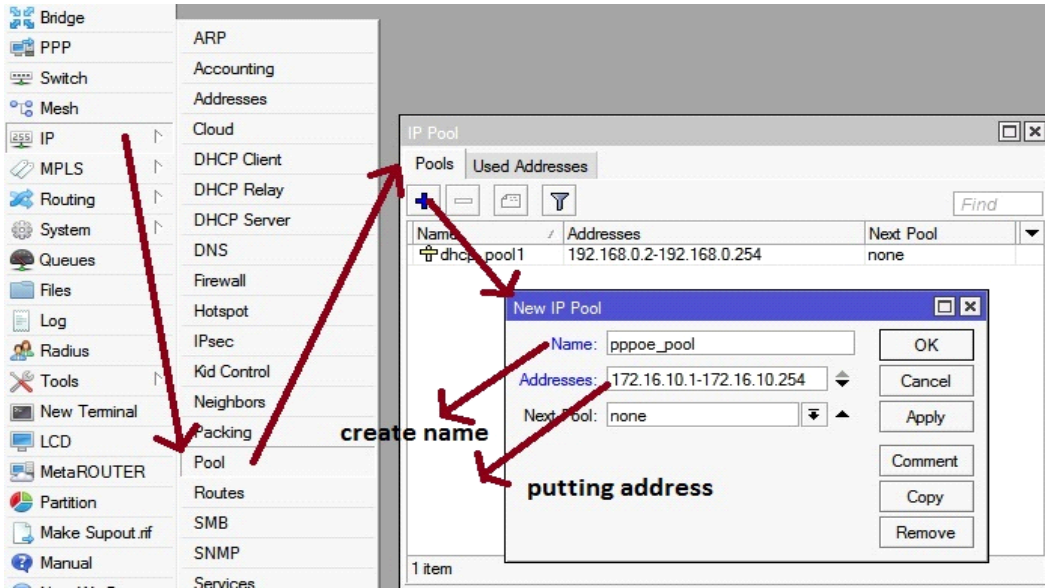 Bridge
PPP
Switch
Mesh
255 IP
MPLS
Routing
System
Queues
Files
Log
Radius
Tools
New Terminal
LCD
MetaROUTER
Partition
Make Supout.rif
Manual
ARP
Accounting
Addresses
Cloud
DHCP Client
DHCP Relay
DHCP Server
DNS
Firewall
Hotspot
IPsec
Kid Control
Neighbors
Packing
Pool
Routes
SMB
SNMP
Services
IP Pool
Pools Used Addresses
Find
Name Addresses Next Pool
dhcp_pool1 192.168.0.2-192.168.0.254 none
New IP Pool
Name: pppoe_pool OK
Addresses: 172.16.10.1-172.16.10.254 Cancel
Next Pool: none Apply
Comment
Copy
Remove
create name
putting address
1 item